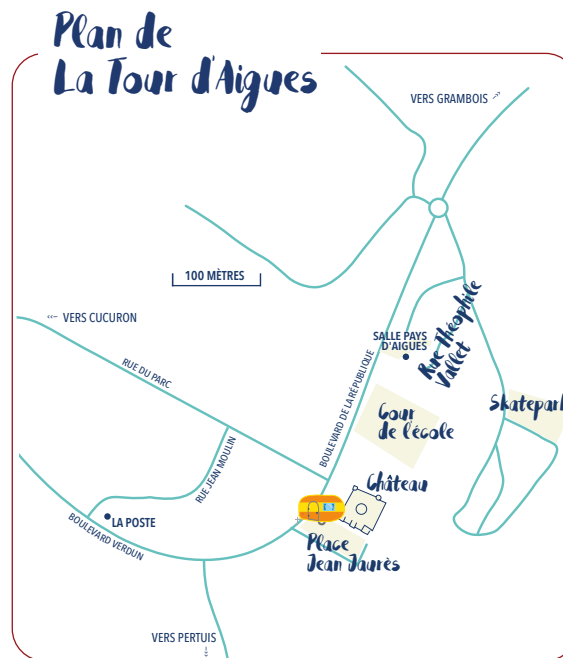 Plan de
La Tour d'Aigues
VERS GRAMBOIS
100 MÈTRES
VERS CUCURON
RUE DU PARC
SALLE PAYS
D'AIGUES
Rue Théophile
Vallet
BOULEVARD DE LA RÉPUBLIQUE
Cour
de l'école
Skatepark
RUE JEAN MOULIN
Château
LA POSTE
BOULEVARD VERDUN
Place
Jean Jaurès
VERS PERTUIS